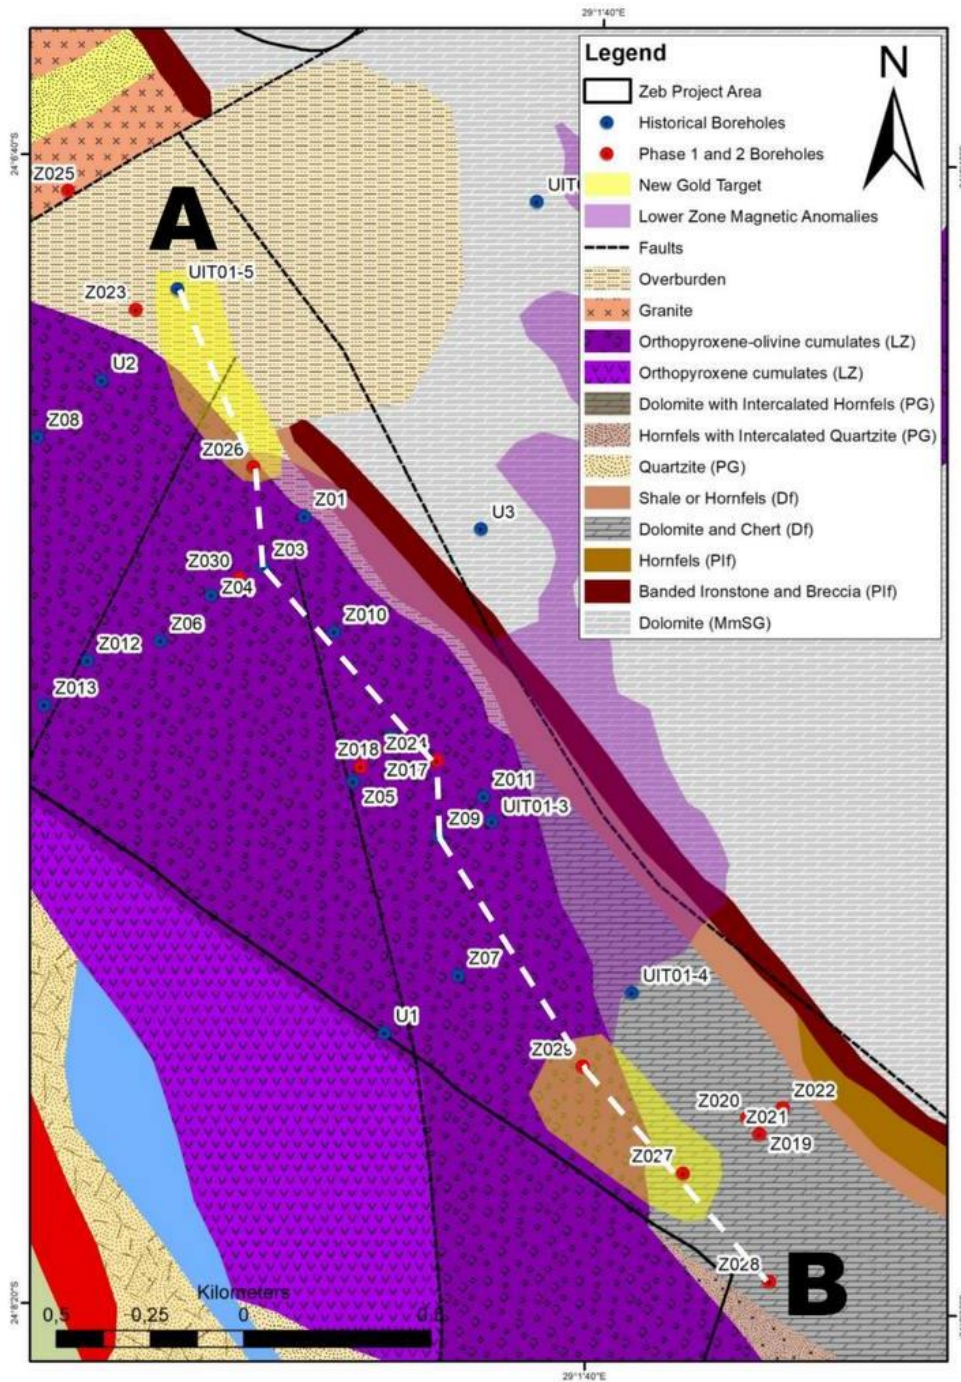 29°1'40"E
Legend
N
Zeb Project Area
Historical Boreholes
Phase 1 and 2 Boreholes
New Gold Target
Lower Zone Magnetic Anomalies
Faults
Overburden
Granite
Orthopyroxene-olivine cumulates (LZ)
Orthopyroxene cumulates (LZ)
Dolomite with Intercalated Hornfels (PG)
Hornfels with Intercalated Quartzite (PG)
Quartzite (PG)
Shale or Hornfels (Df)
Dolomite and Chert (Df)
Hornfels (PIf)
Banded Ironstone and Breccia (PIf)
Dolomite (MmSG)
24°6'40"S
Z025
A
UIT01-5
Z023
U2
Z08
Z026
Z01
U3
Z03
Z030
Z04
Z010
Z06
Z012
Z013
Z024
Z018
Z017
Z05
Z011
UIT01-3
Z09
Z07
UIT01-4
U1
Z029
Z022
Z020
Z021
Z019
Z027
Z028
B
Kilometers
0,5 0,25 0 0,5
24°8'20"S
29°1'40"E